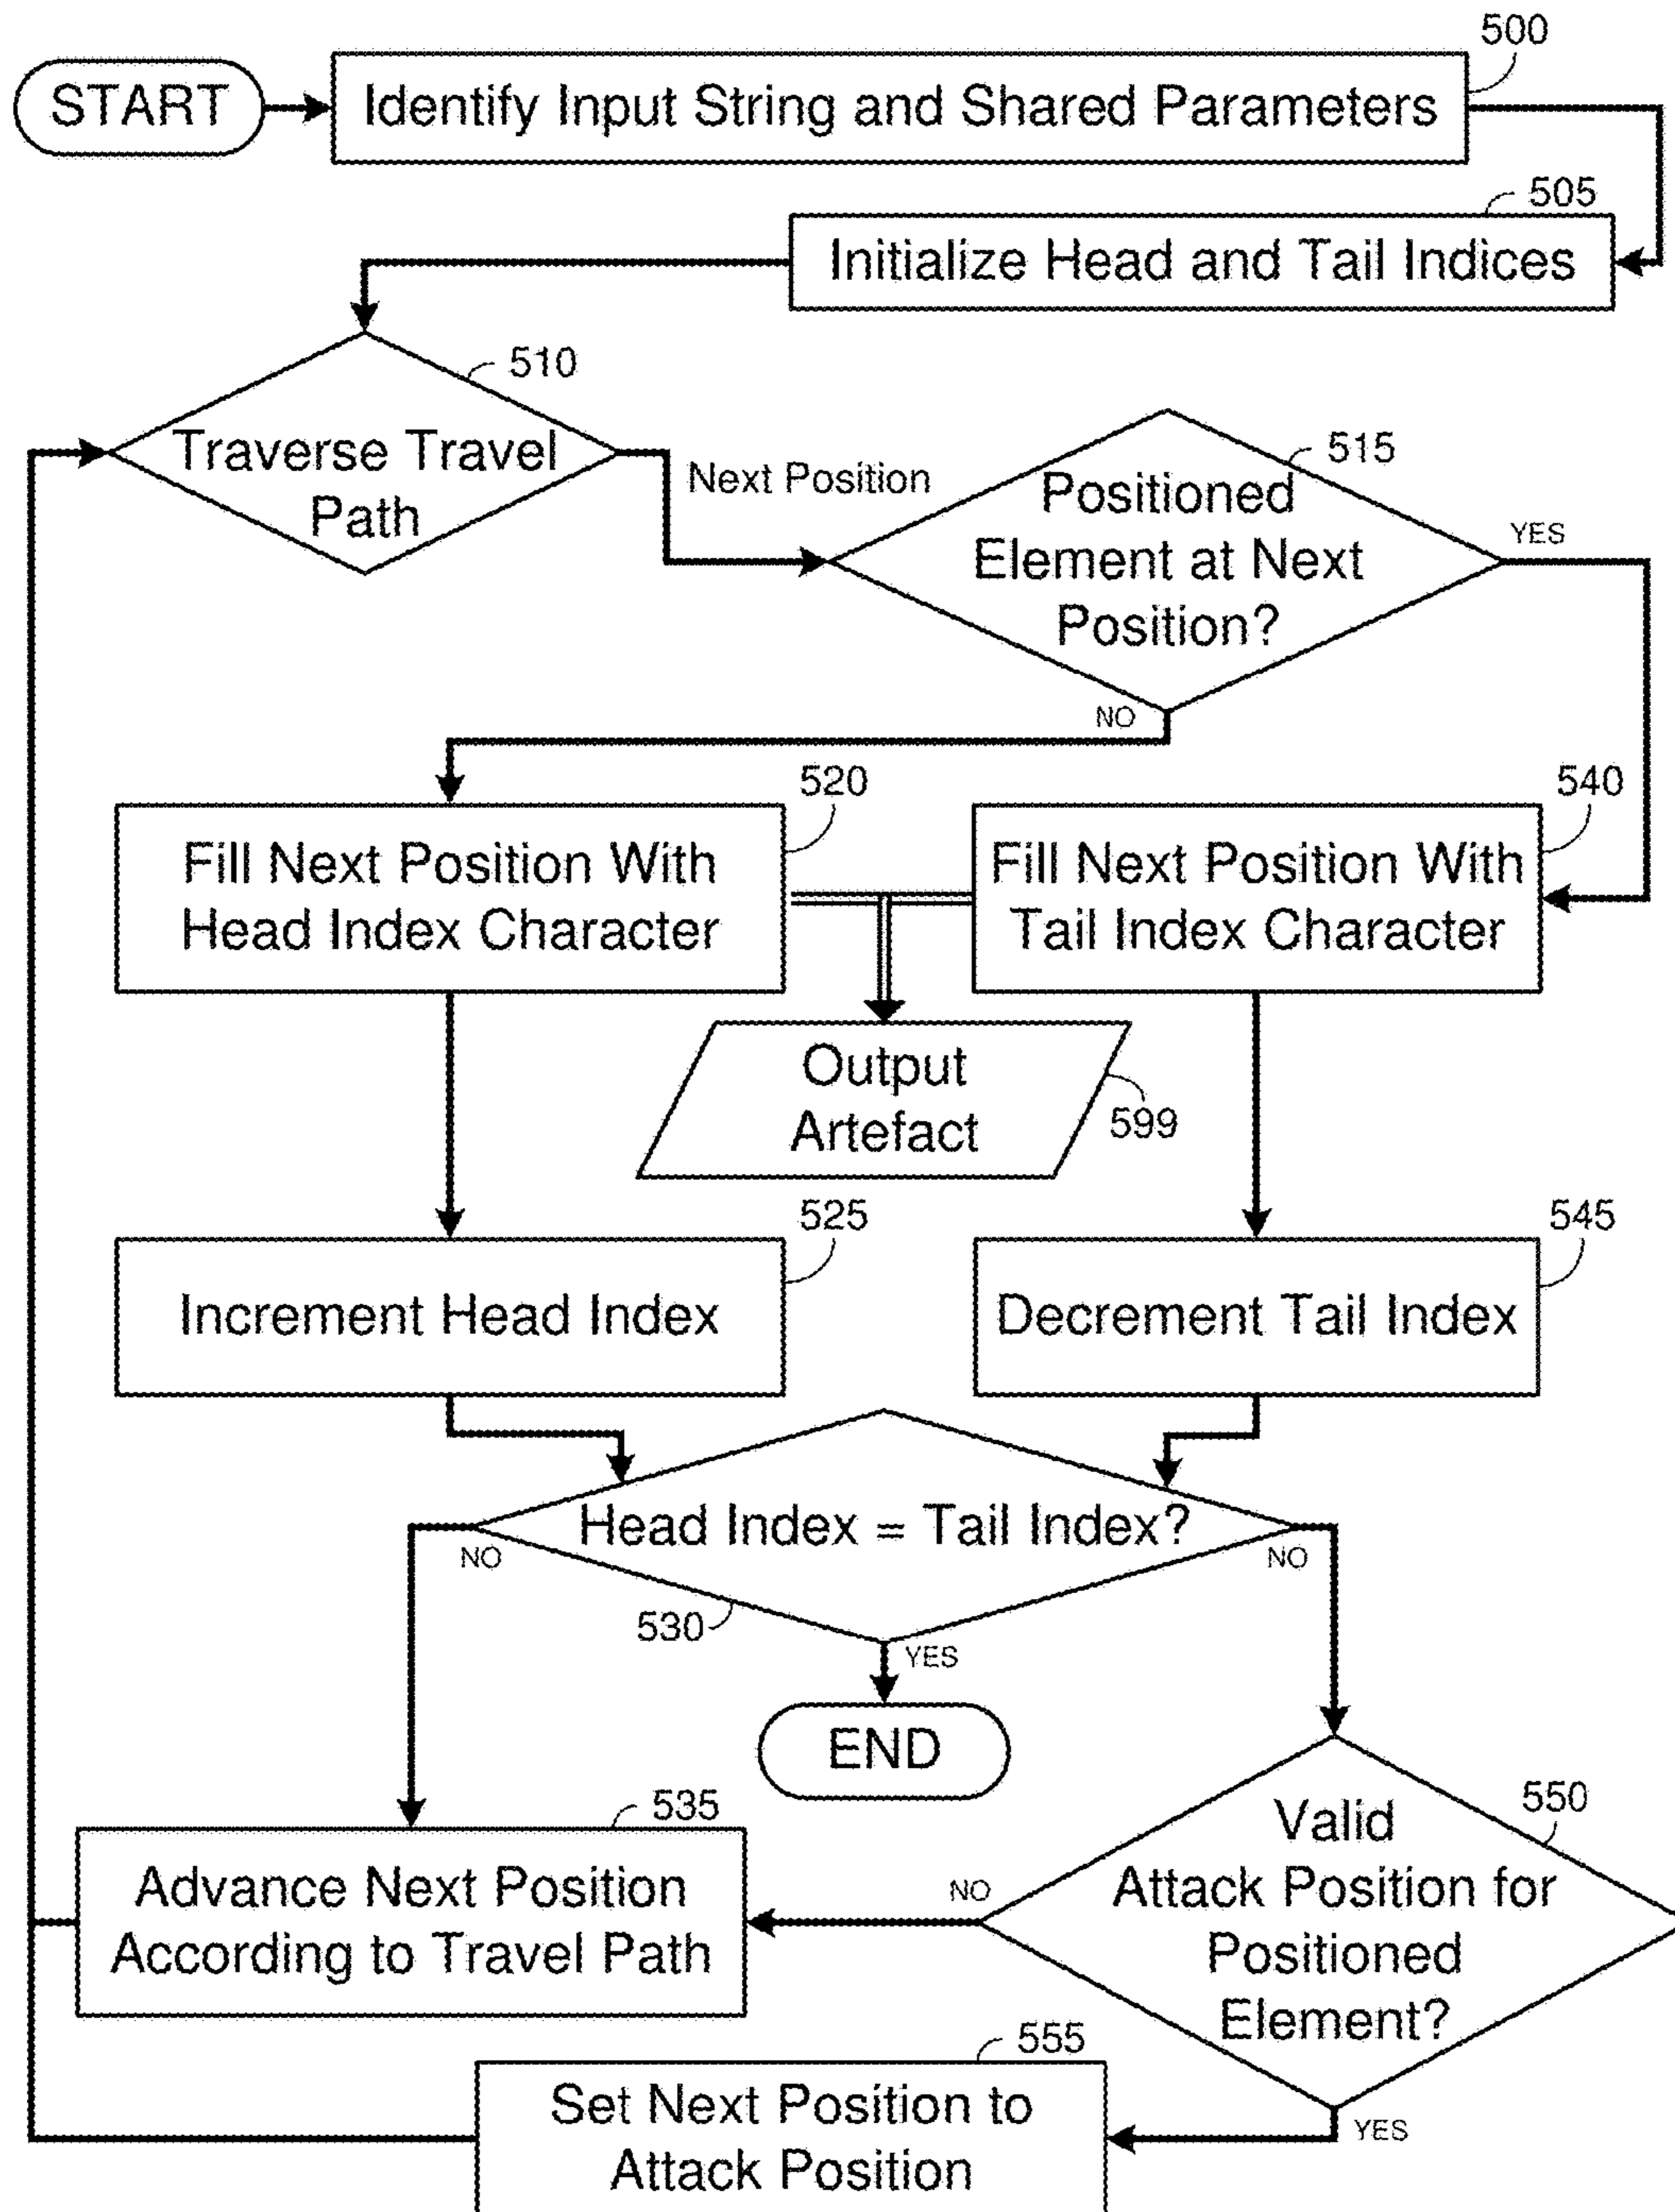 500
START
Identify Input String and Shared Parameters
505
Initialize Head and Tail Indices
510
Traverse Travel
Path
Next Position
515
Positioned
Element at Next
Position?
YES
NO
520
Fill Next Position With
Head Index Character
540
Fill Next Position With
Tail Index Character
Output
Artefact
599
525
Increment Head Index
545
Decrement Tail Index
Head Index = Tail Index?
NO
NO
530
YES
END
535
Advance Next Position
According to Travel Path
550
Valid
Attack Position for
Positioned
Element?
NO
YES
555
Set Next Position to
Attack Position